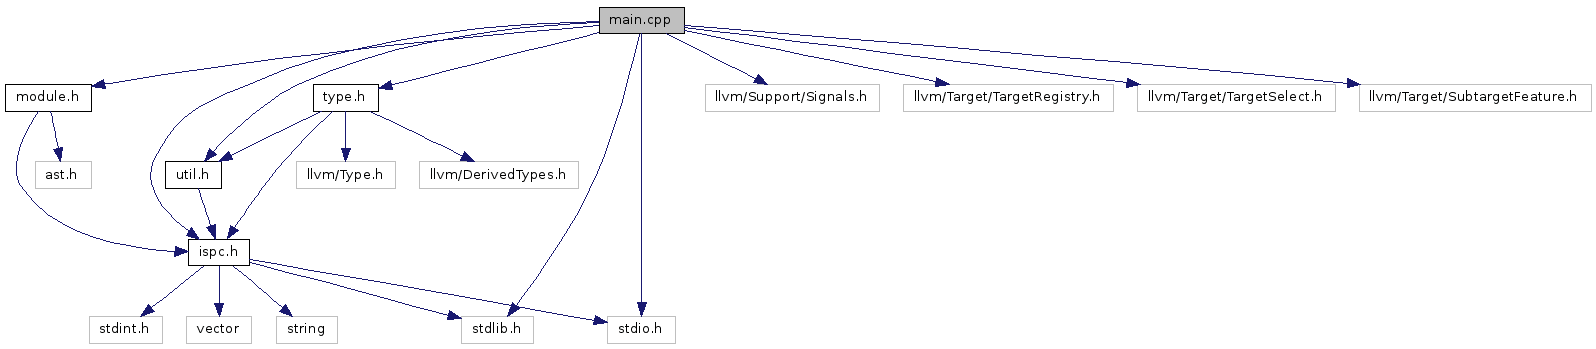 main.cpp
module.h
type.h
llvm/Support/Signals.h
llvm/Target/TargetRegistry.h
llvm/Target/TargetSelect.h
llvm/Target/SubtargetFeature.h
ast.h
util.h
llvm/Type.h
llvm/DerivedTypes.h
ispc.h
stdint.h
vector
string
stdlib.h
stdio.h